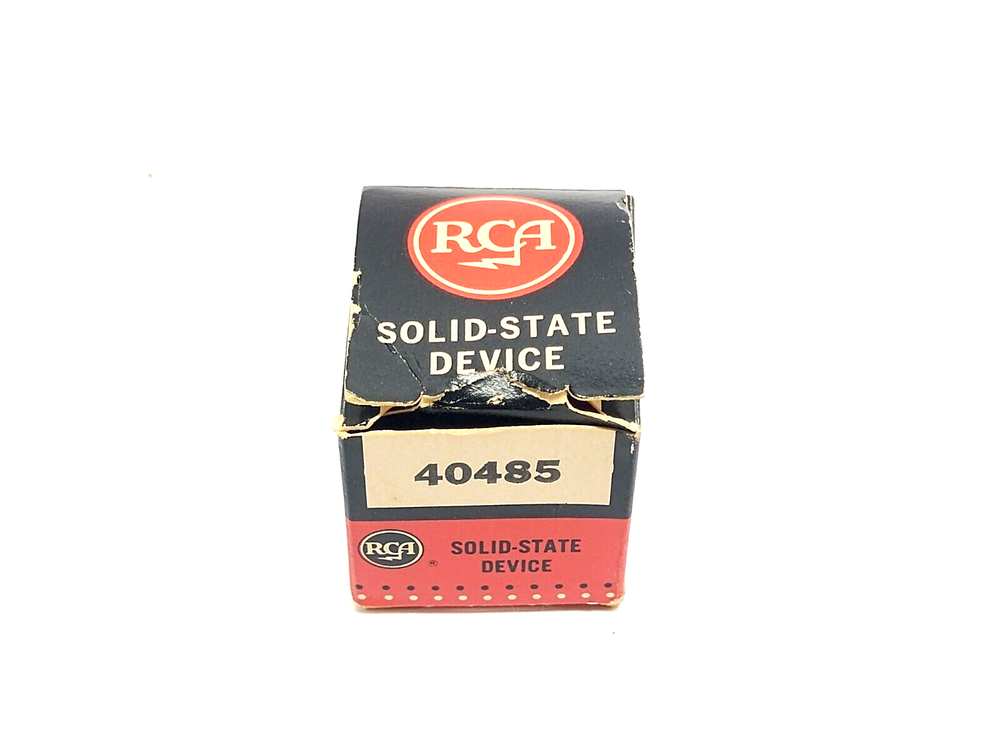 RCA
SOLID-STATE
DEVICE
40485
RCA
®
SOLID-STATE
DEVICE